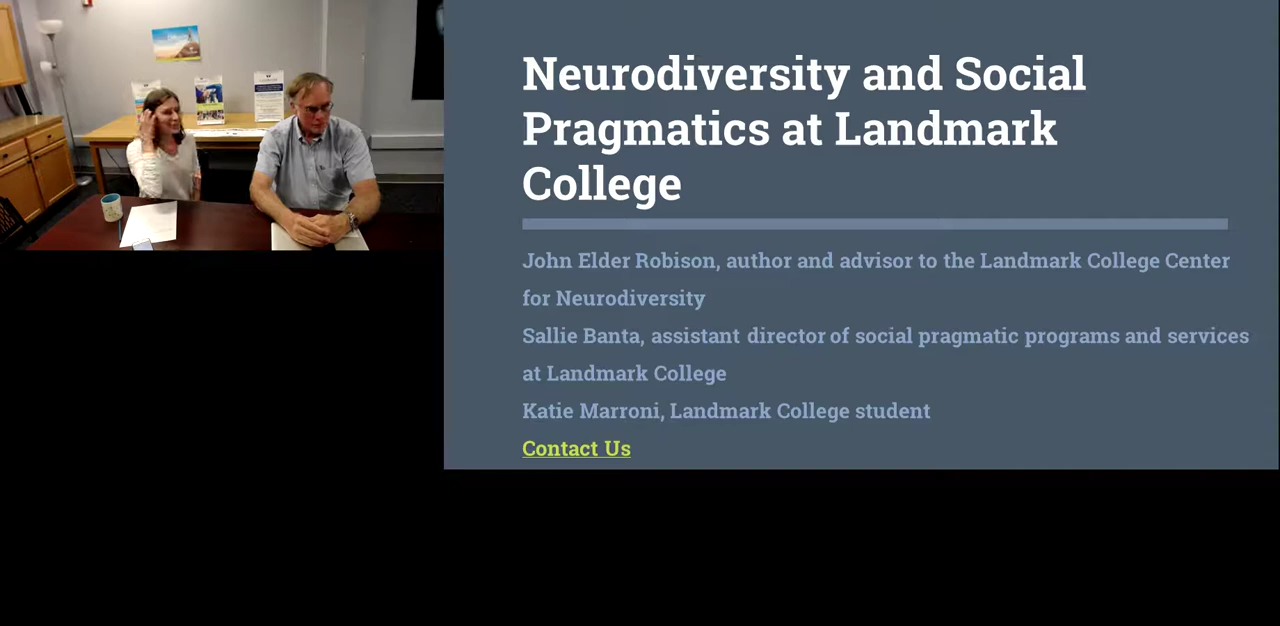 Neurodiversity and Social
Pragmatics at Landmark
College
John Elder Robison, author and advisor to the Landmark College Center
for Neurodiversity
Sallie Banta, assistant director of social pragmatic programs and services
at Landmark College
Katie Marroni, Landmark College student
Contact Us